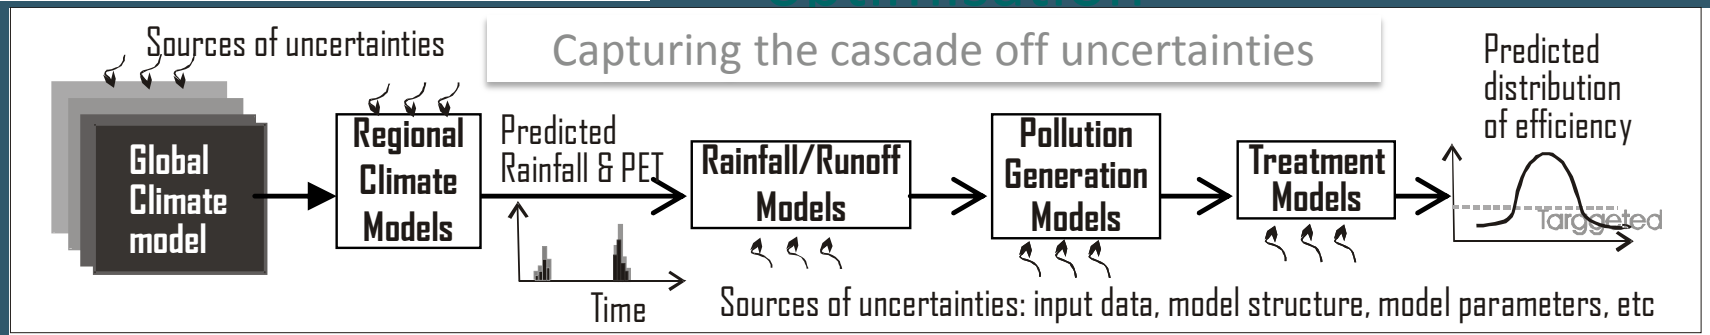 Optimisation
Capturing the cascade off uncertainties
Sources of uncertainties
Global
Climate
model
Regional
Climate
Models
Predicted
Rainfall & PET
Time
Rainfall/Runoff
Models
Pollution
Generation
Models
Treatment
Models
Predicted
distribution
of efficiency
Targgeted
Sources of uncertainties: input data, model structure, model parameters, etc